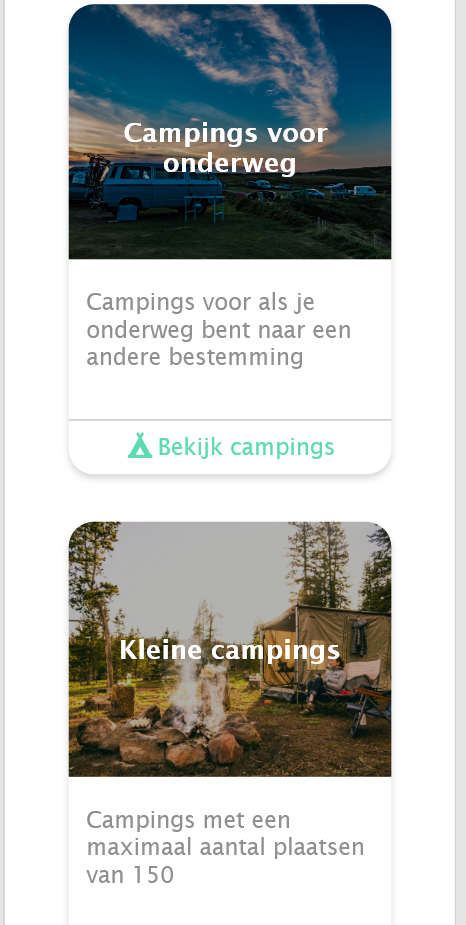 Campings voor
onderweg
Campings voor als je
onderweg bent naar een
andere bestemming
Bekijk campings
Kleine campings
Campings met een
maximaal aantal plaatsen
van 150